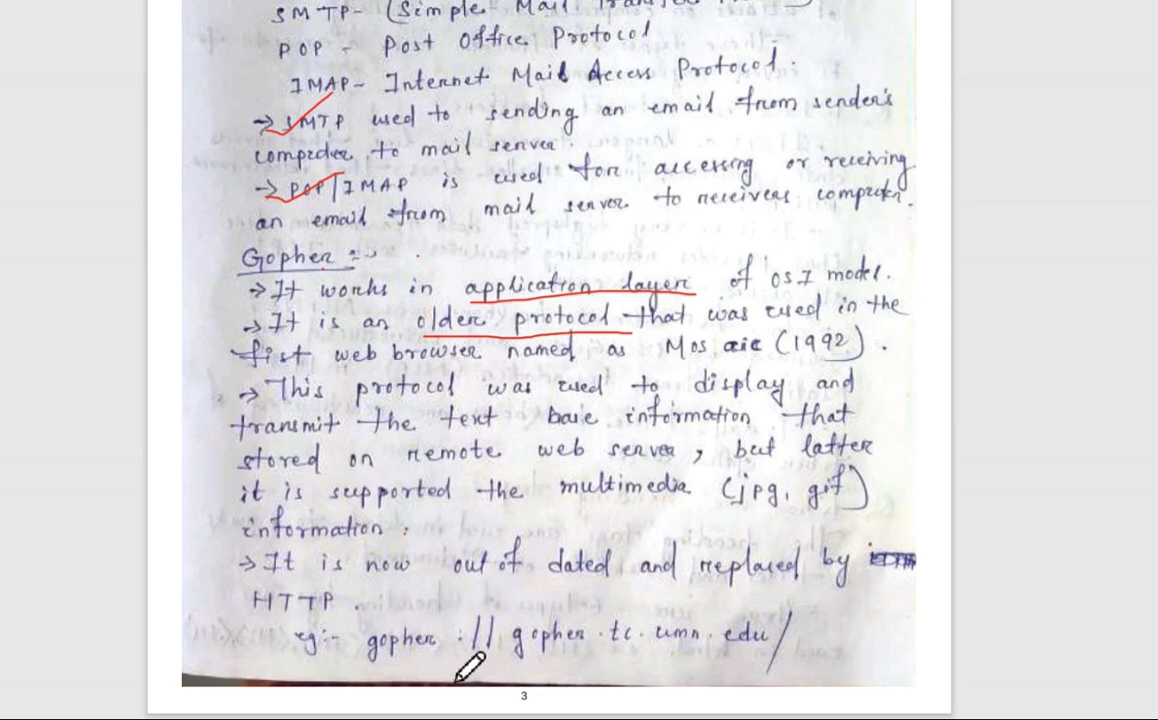 SMTP- (Simple Mail
POP - Post Office Protocol
IMAP- Internet Mail Access Protocol.
→ SMTP used to sending an email from sender's
computer to mail server.
→ POP/IMAP is used for accessing or receiving
an email from mail server to receivers computer.
Gopher :-
→ It works in application layer of OSI model.
→ It is an older protocol that was used in the
first web browser named as Mosaic (1992).
→ This protocol was used to display and
transmit the text base information that
stored on remote web server, but latter
it is supported the multimedia (jpg, gif)
information.
→ It is now out of dated and replaced by
HTTP.
eg:- gopher://gopher.tc.umn.edu/
3